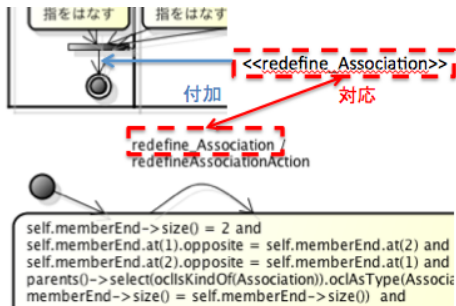 指をはなす 指をはなす
<<redefine_Association>>
付加 対応
redefine_Association /
redefineAssociationAction
self.memberEnd->size() = 2 and
self.memberEnd.at(1).opposite = self.memberEnd.at(2) and
self.memberEnd.at(2).opposite = self.memberEnd.at(1) and
parents()->select(oclIsKindOf(Association)).oclAsType(Associa
memberEnd->size() = self.memberEnd->size()) and